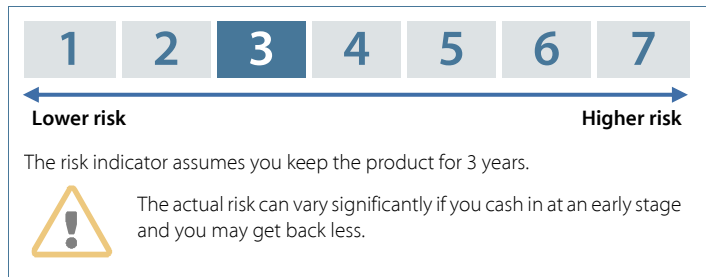 1 2 3 4 5 6 7
Lower risk Higher risk
The risk indicator assumes you keep the product for 3 years.
The actual risk can vary significantly if you cash in at an early stage
and you may get back less.